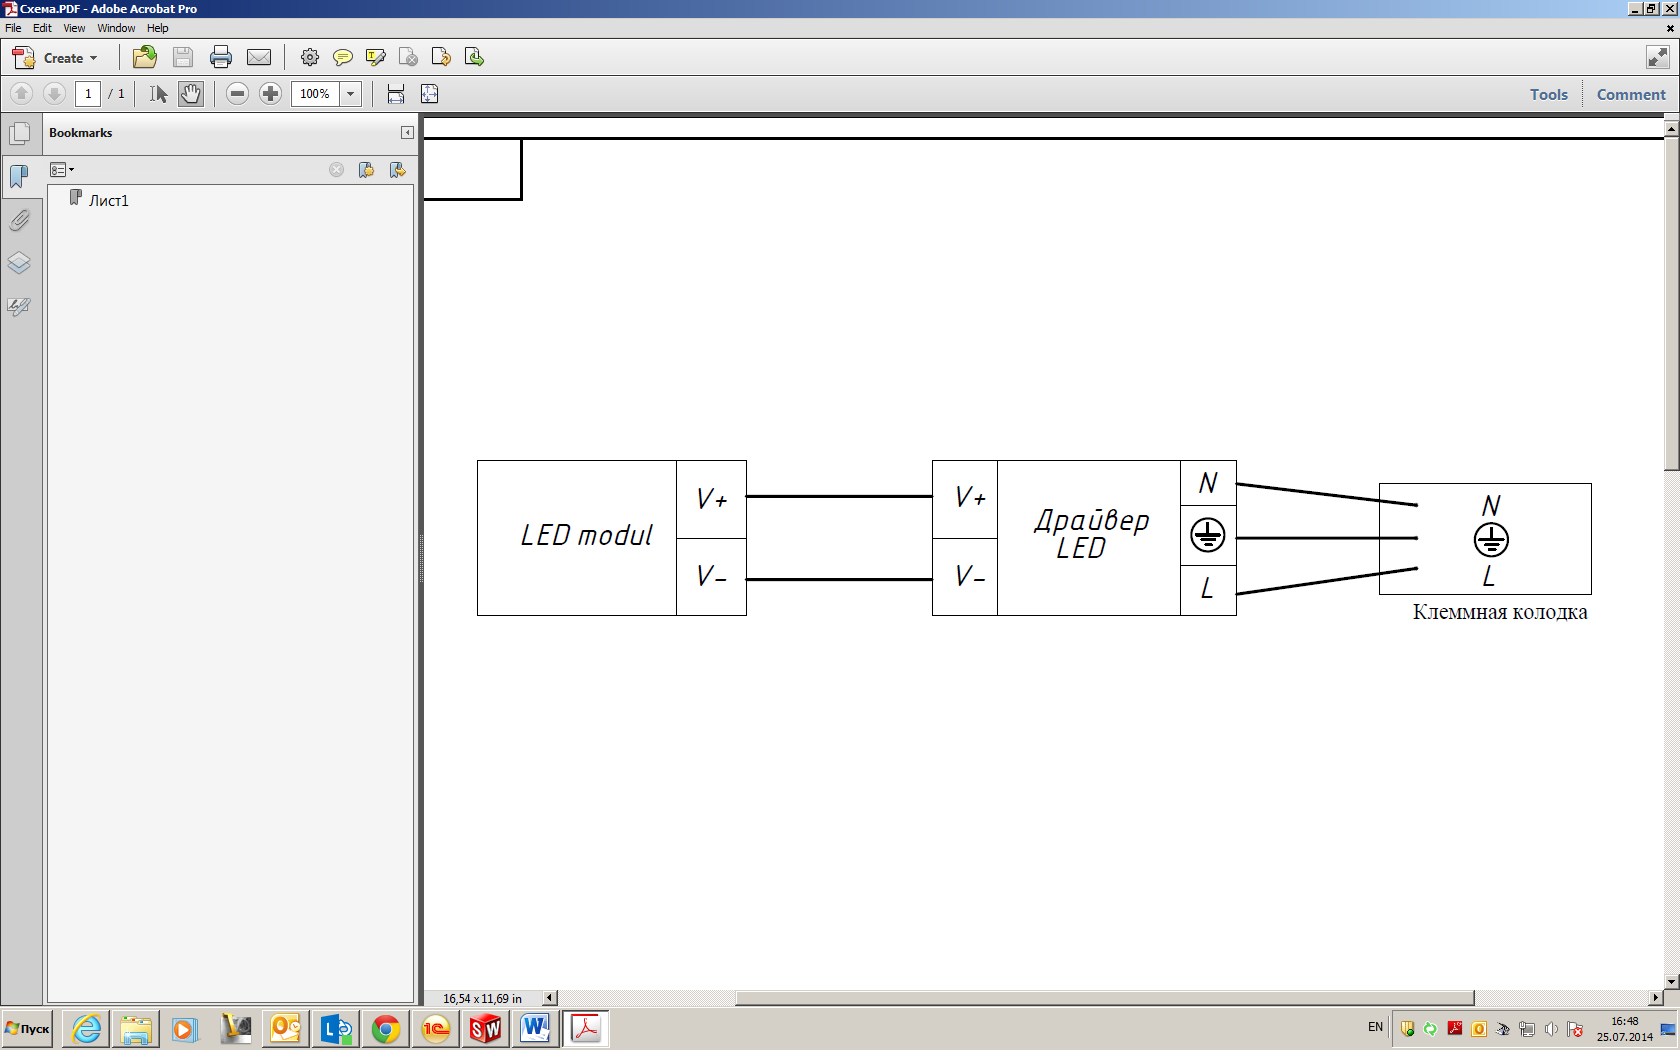 Схема.PDF - Adobe Acrobat Pro
File Edit View Window Help
Create
1 / 1 100% Tools Comment
Bookmarks
Лист1
LED modul
V+
V-
V+
V-
Драйвер
LED
N
L
N
L
Клеммная колодка
16,54 x 11,69 in
Пуск
EN
16:48
25.07.2014